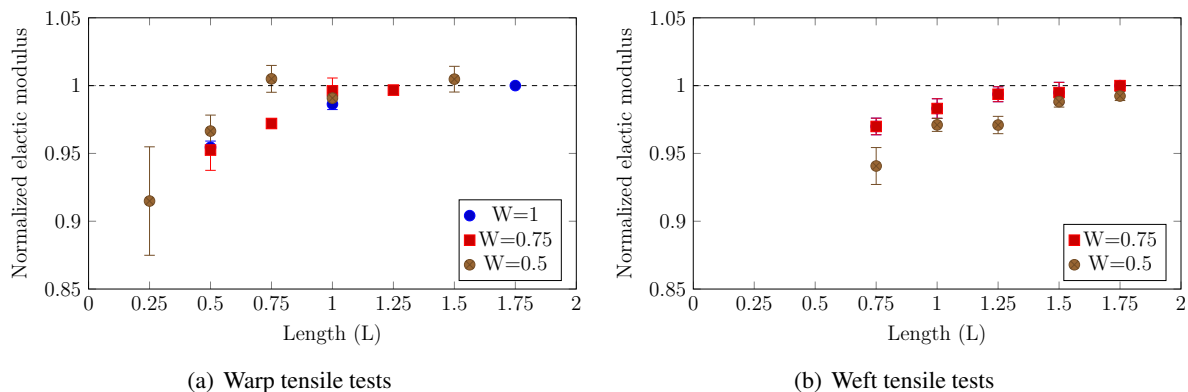 1.05
1
0.95
0.9
0.85
Normalized elactic modulus
0 0.25 0.5 0.75 1 1.25 1.5 1.75 2
Length (L)
W=1
W=0.75
W=0.5
(a) Warp tensile tests
1.05
1
0.95
0.9
0.85
Normalized elactic modulus
0 0.25 0.5 0.75 1 1.25 1.5 1.75 2
Length (L)
W=0.75
W=0.5
(b) Weft tensile tests